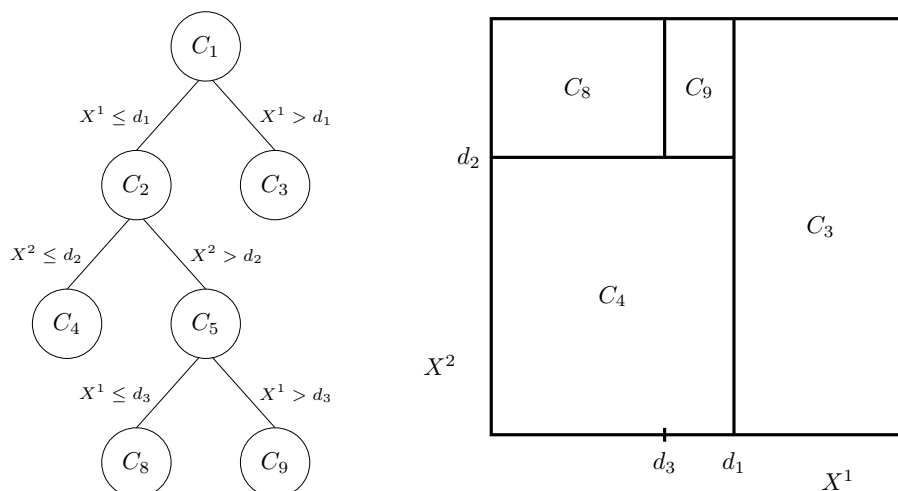 C₁
X¹ ≤ d₁
X¹ > d₁
C₂
C₃
X² ≤ d₂
X² > d₂
C₄
C₅
X¹ ≤ d₃
X¹ > d₃
C₈
C₉
C₈
C₉
d₂
C₃
C₄
X²
d₃
d₁
X¹